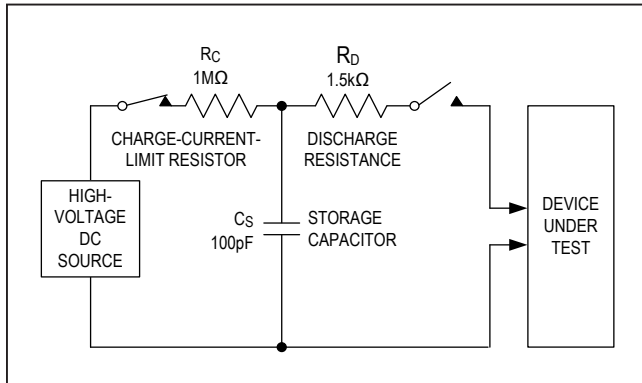 RC
1MΩ
CHARGE-CURRENT-
LIMIT RESISTOR
RD
1.5kΩ
DISCHARGE
RESISTANCE
HIGH-
VOLTAGE
DC
SOURCE
CS
100pF
STORAGE
CAPACITOR
DEVICE
UNDER
TEST